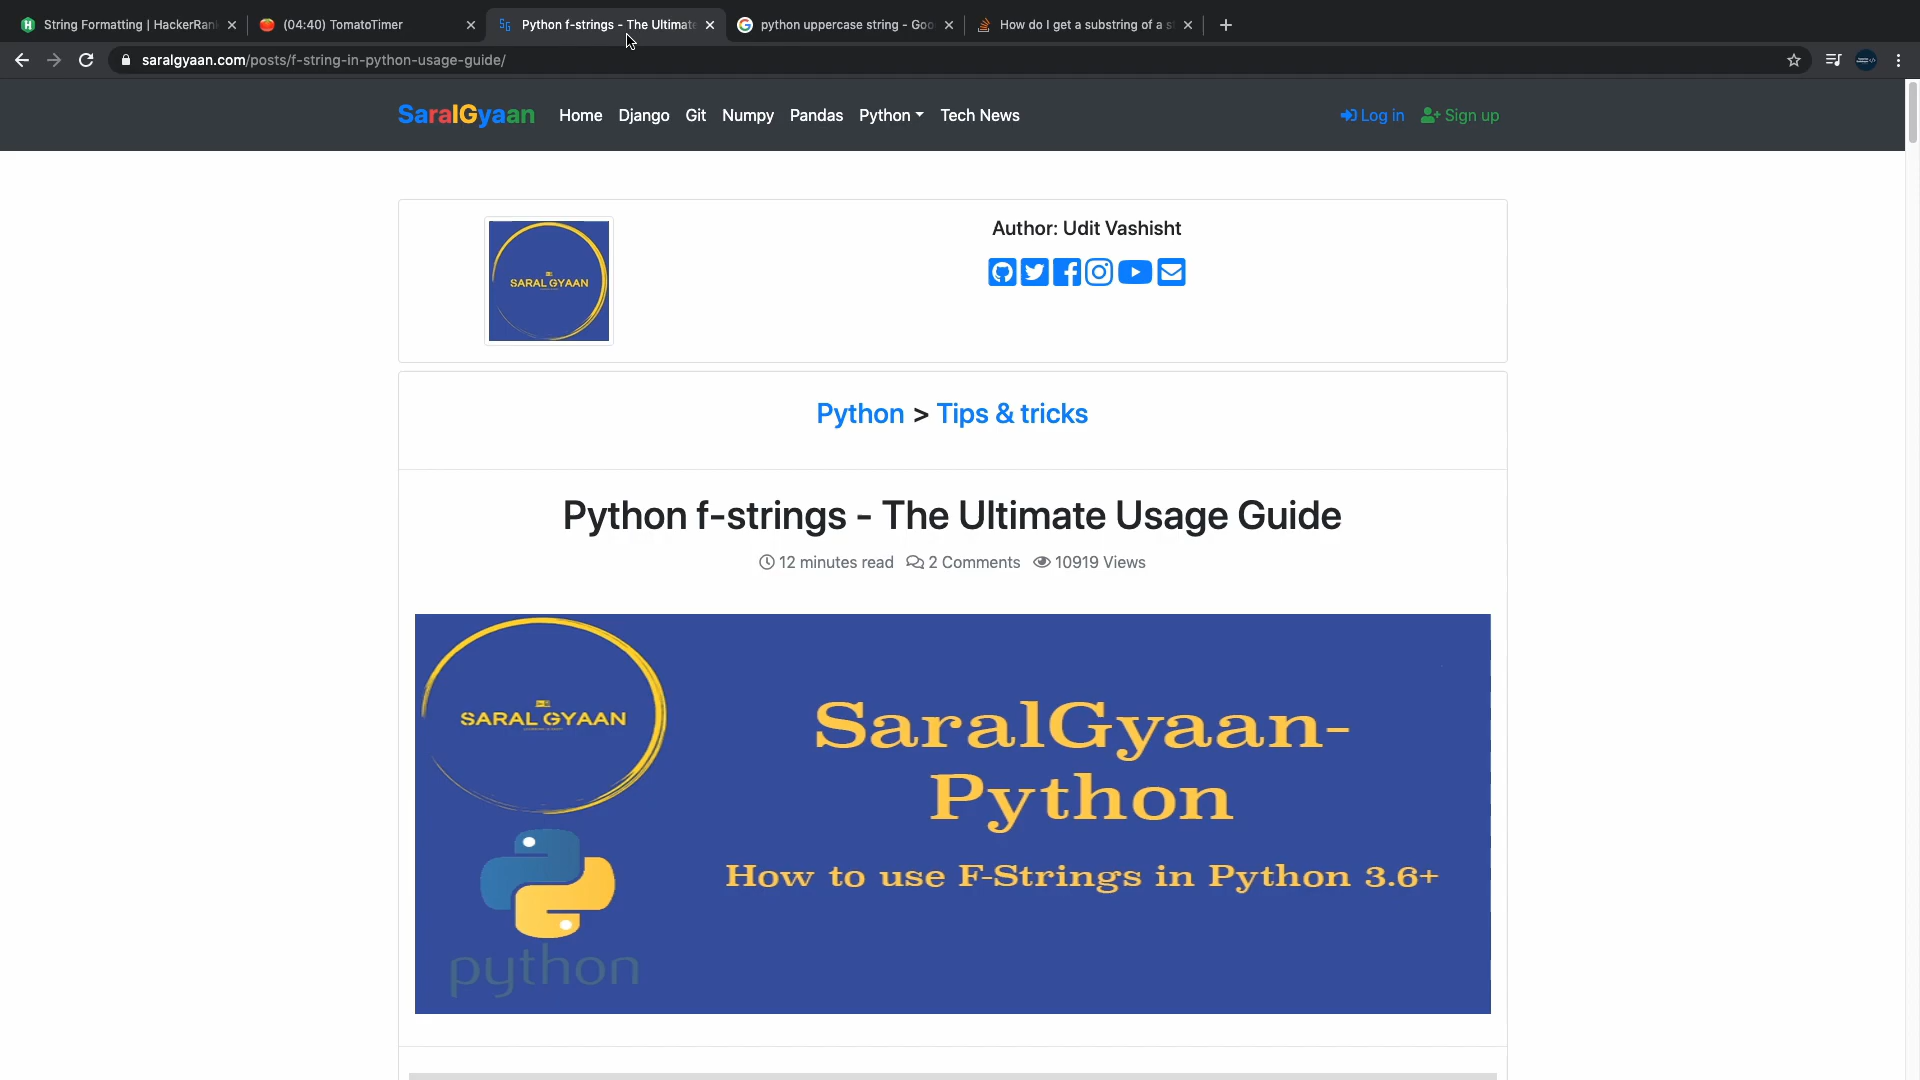 String Formatting | HackerRan
(04:40) TomatoTimer
Python f-strings - The Ultimate
python uppercase string - Goo
How do I get a substring of a s
saralgyaan.com/posts/f-string-in-python-usage-guide/
SaralGyaan
Home
Django
Git
Numpy
Pandas
Python
Tech News
Log in
Sign up
SARAL GYAAN
Author: Udit Vashisht
Python > Tips & tricks
Python f-strings - The Ultimate Usage Guide
12 minutes read 2 Comments 10919 Views
SARAL GYAAN
SaralGyaan-
Python
How to use F-Strings in Python 3.6+
python